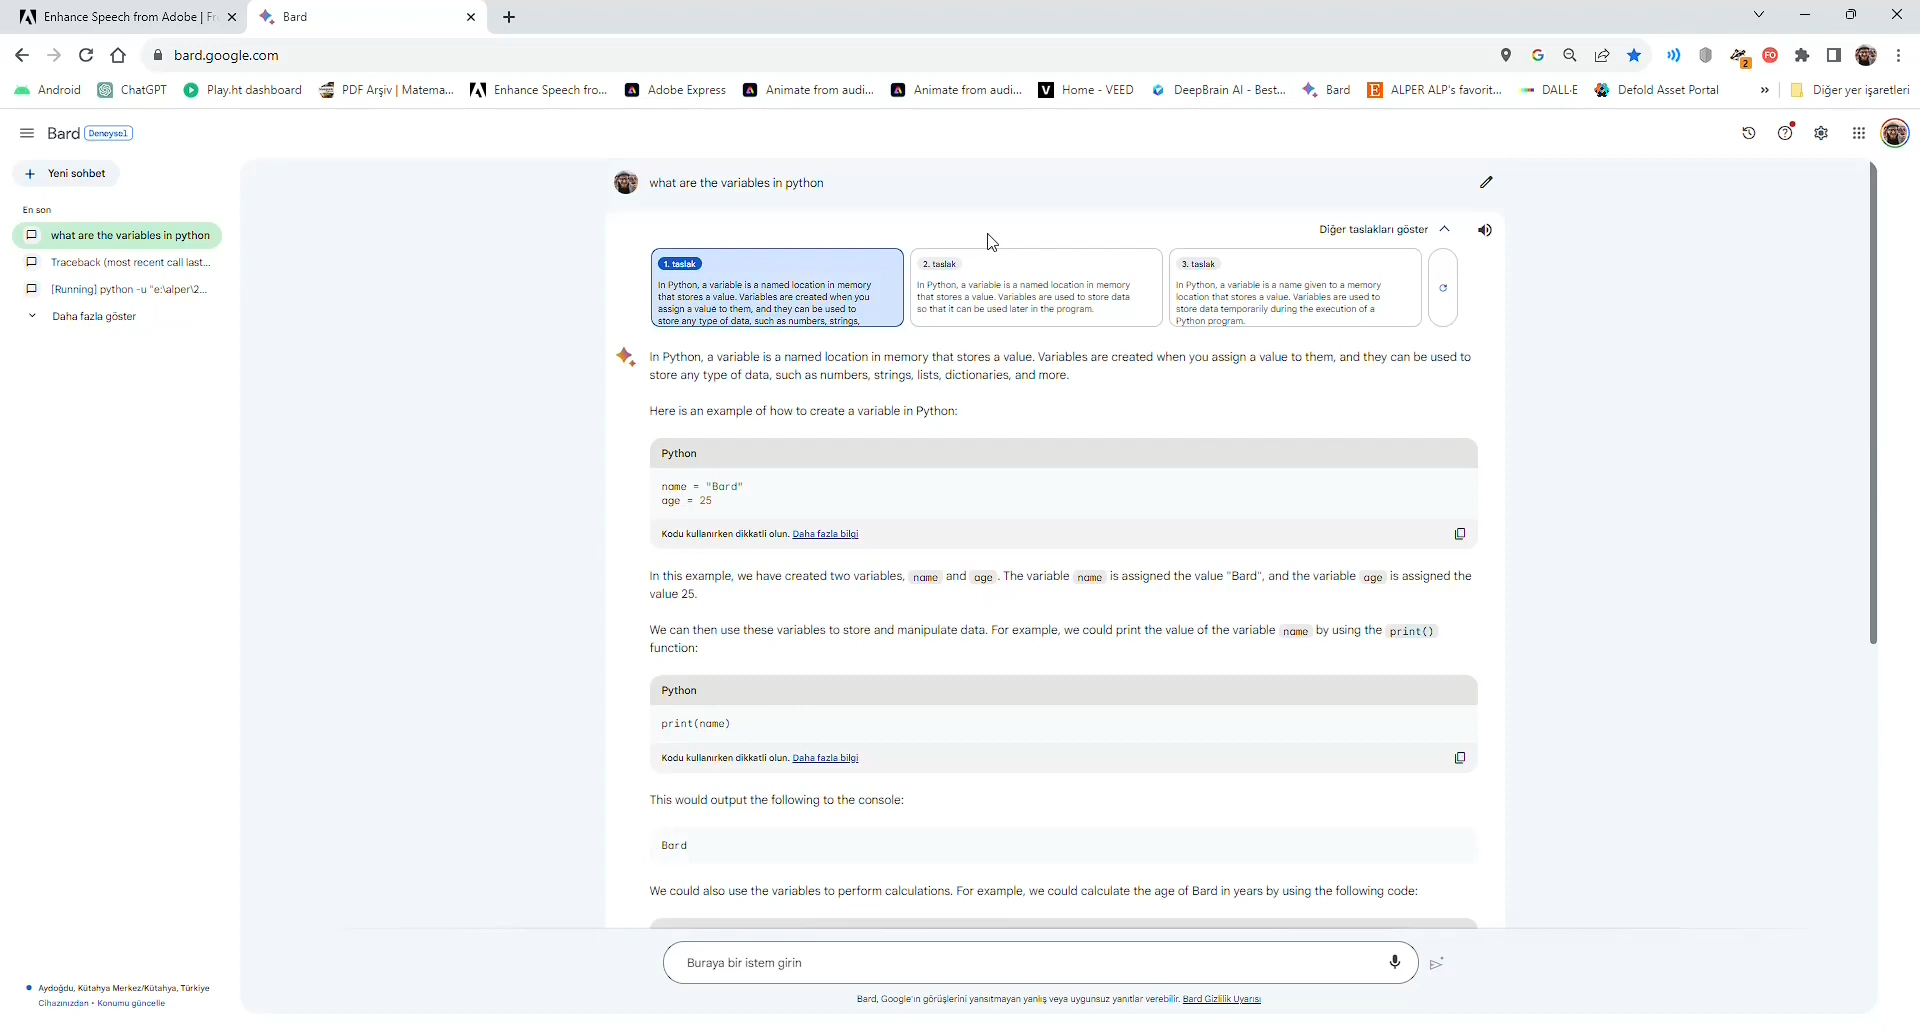 Enhance Speech from Adobe | Fr
Bard
bard.google.com
2
FO
Android
ChatGPT
Play.ht dashboard
PDF Arşiv | Matema...
Enhance Speech fro...
Adobe Express
Animate from audi...
Animate from audi...
Home - VEED
DeepBrain AI - Best...
Bard
ALPER ALP's favorit...
DALL·E
Defold Asset Portal
»
Diğer yer işaretleri
Bard Deneysel
Yeni sohbet
En son
what are the variables in python
Traceback (most recent call last...
[Running] python -u "e:\alper\2...
Daha fazla göster
what are the variables in python
Diğer taslakları göster
1. taslak
In Python, a variable is a named location in memory
that stores a value. Variables are created when you
assign a value to them, and they can be used to
store any type of data, such as numbers, strings,
2. taslak
In Python, a variable is a named location in memory
that stores a value. Variables are used to store data
so that it can be used later in the program.
3. taslak
In Python, a variable is a name given to a memory
location that stores a value. Variables are used to
store data temporarily during the execution of a
Python program.
In Python, a variable is a named location in memory that stores a value. Variables are created when you assign a value to them, and they can be used to
store any type of data, such as numbers, strings, lists, dictionaries, and more.
Here is an example of how to create a variable in Python:
Python
name = "Bard"
age = 25
Kodu kullanırken dikkatli olun. Daha fazla bilgi
In this example, we have created two variables, name and age . The variable name is assigned the value "Bard", and the variable age is assigned the
value 25.
We can then use these variables to store and manipulate data. For example, we could print the value of the variable name by using the print()
function:
Python
print(name)
Kodu kullanırken dikkatli olun. Daha fazla bilgi
This would output the following to the console:
Bard
We could also use the variables to perform calculations. For example, we could calculate the age of Bard in years by using the following code:
Buraya bir istem girin
Aydoğdu, Kütahya Merkez/Kütahya, Türkiye
Cihazınızdan • Konumu güncelle
Bard, Google'ın görüşlerini yansıtmayan yanlış veya uygunsuz yanıtlar verebilir. Bard Gizlilik Uyarısı